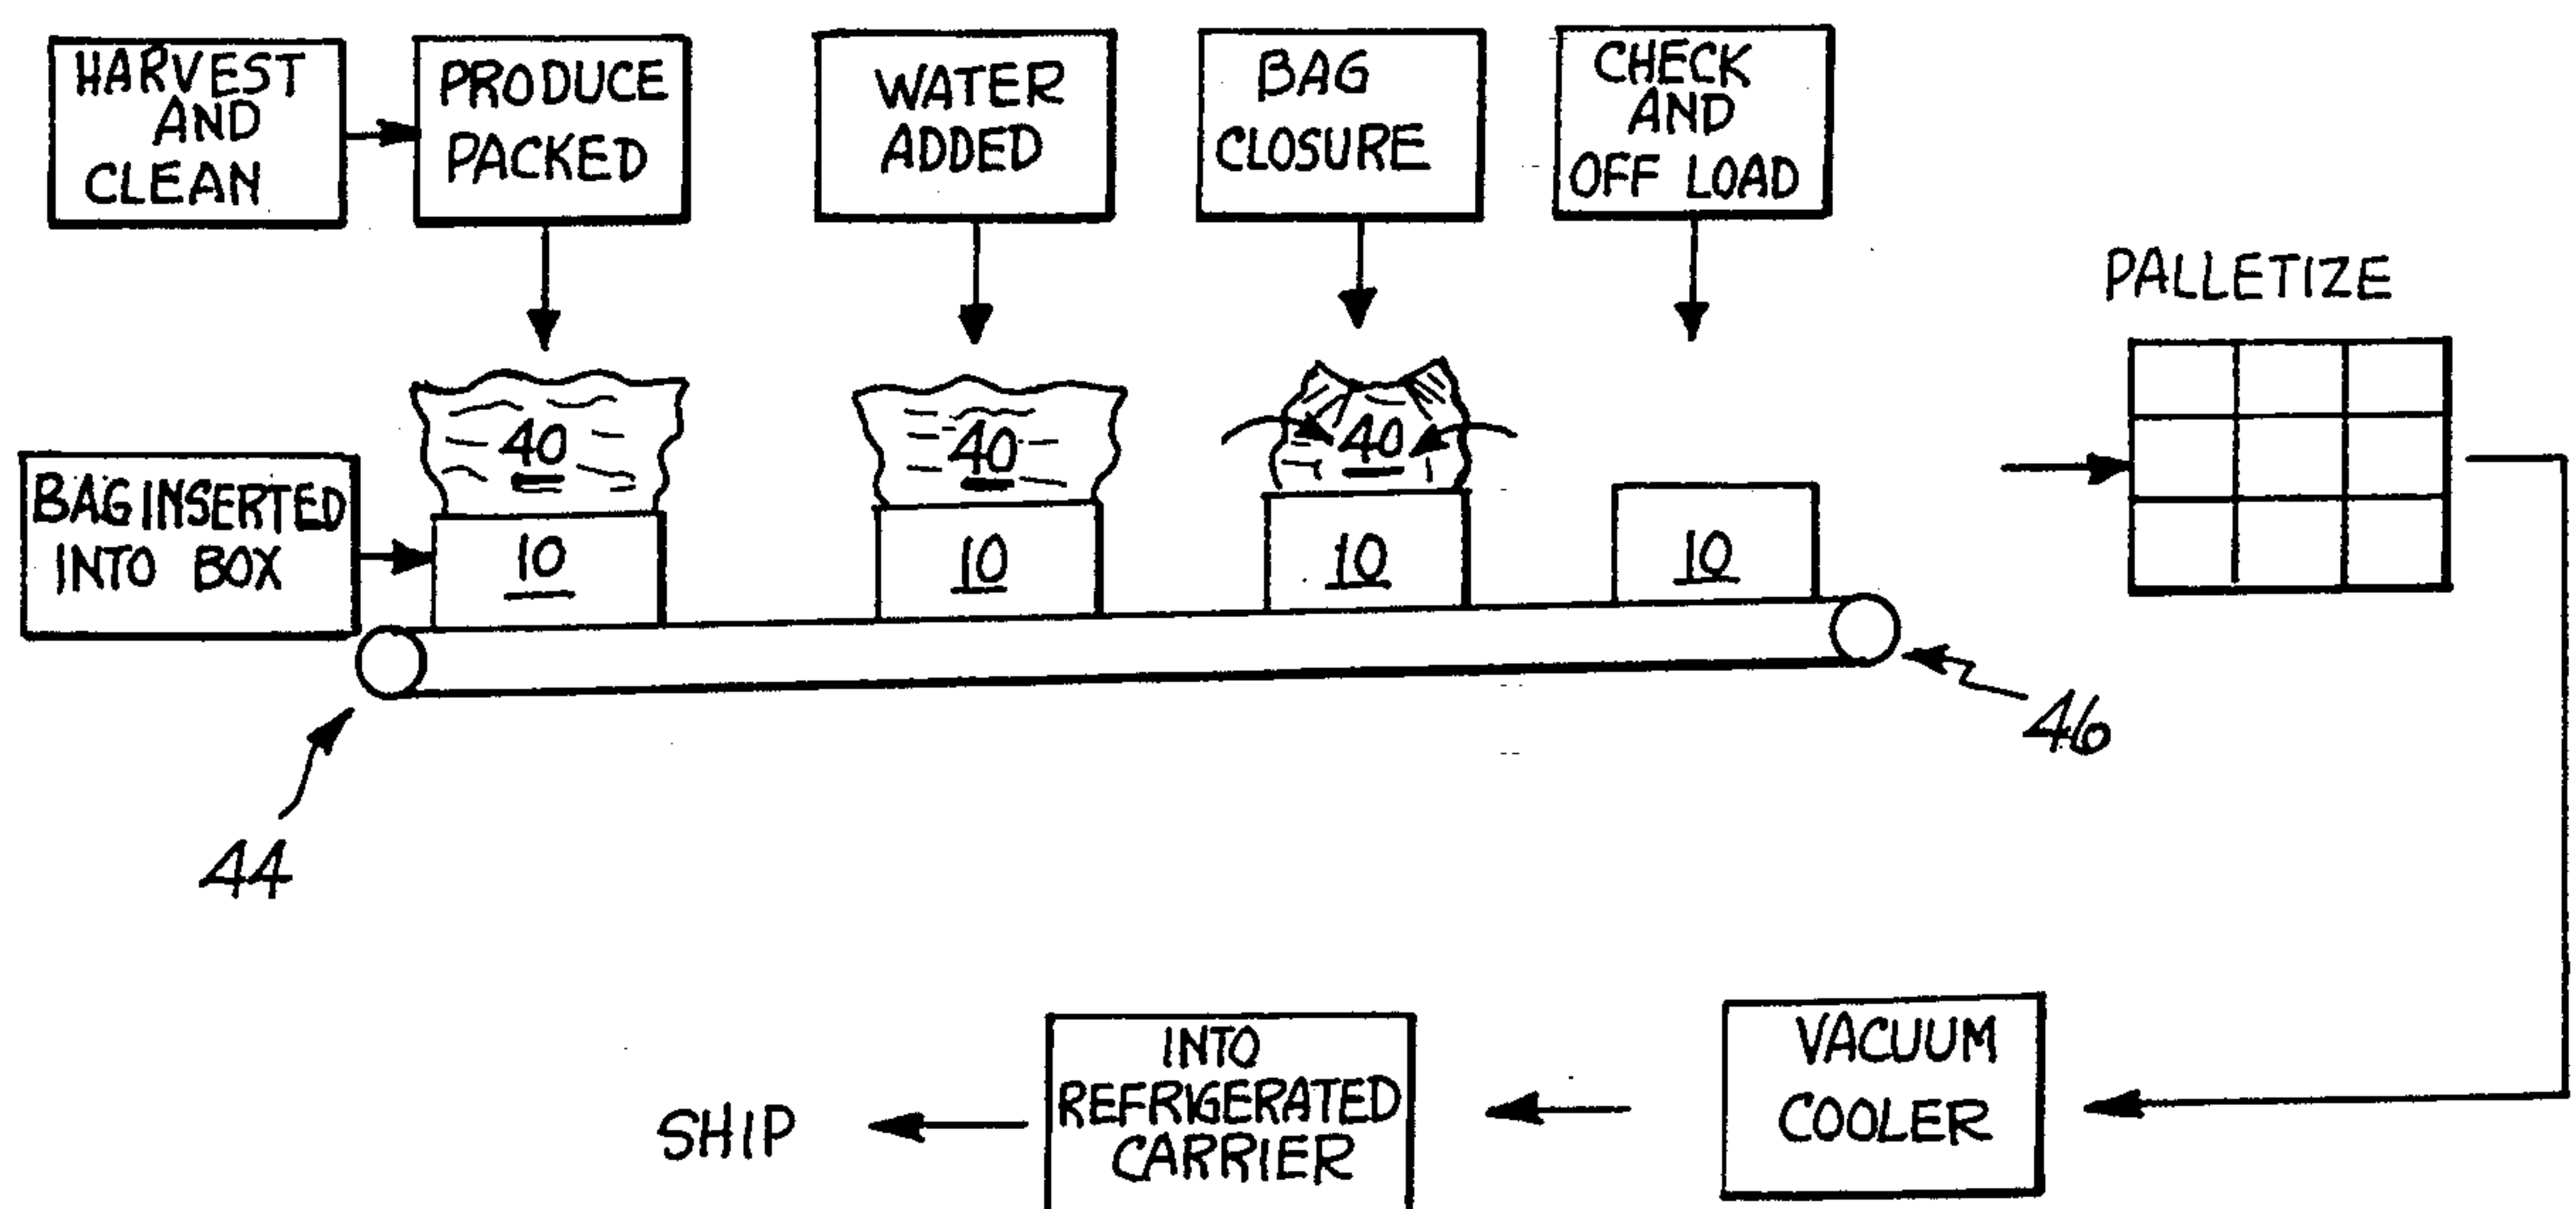 HARVEST
AND
CLEAN
PRODUCE
PACKED
WATER
ADDED
BAG
CLOSURE
CHECK
AND
OFF LOAD
PALLETIZE
BAG INSERTED
INTO BOX
40
40
40
10
10
10
10
44
46
VACUUM
COOLER
INTO
REFRIGERATED
CARRIER
SHIP